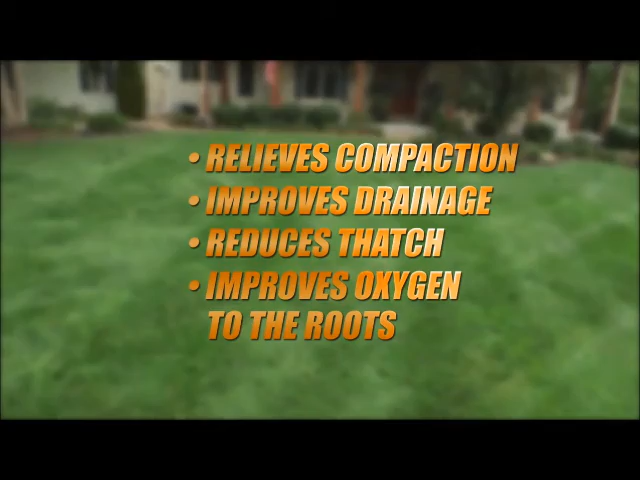 • RELIEVES COMPACTION
• IMPROVES DRAINAGE
• REDUCES THATCH
• IMPROVES OXYGEN
TO THE ROOTS